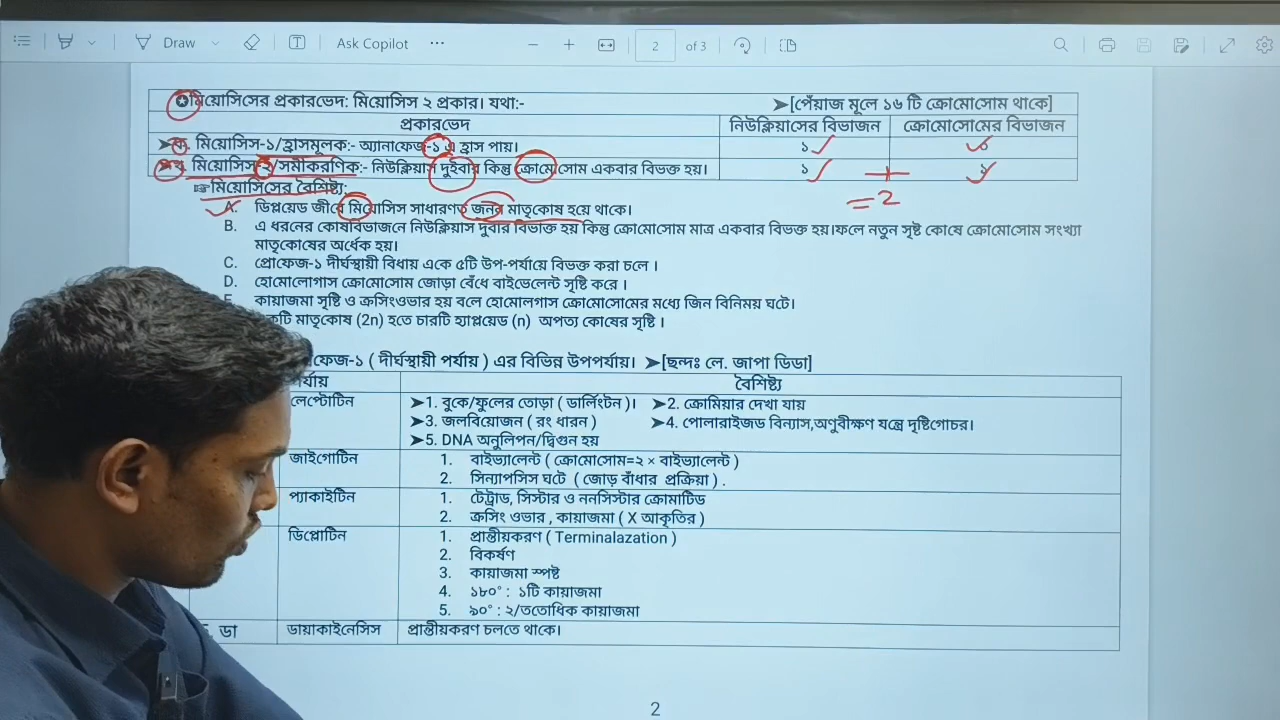 Draw
Ask Copilot
2 of 3
মিয়োসিসের প্রকারভেদ: মিয়োসিস ২ প্রকার। যথা:- ➤[পেঁয়াজ মূলে ১৬ টি ক্রোমোসোম থাকে]
প্রকারভেদ নিউক্লিয়াসের বিভাজন ক্রোমোসোমের বিভাজন
➤ক. মিয়োসিস-১/হ্রাসমূলক:- অ্যানাফেজ-১ এ হ্রাস পায়। ১
মিয়োসিস-২/সমীকরণিক:- নিউক্লিয়াস দুইবার কিন্তু ক্রোমোসোম একবার বিভক্ত হয়। ১
= 2
☞মিয়োসিসের বৈশিষ্ট্য:
A. ডিপ্লয়েড জীবে মিয়োসিস সাধারণত জনন মাতৃকোষ হয়ে থাকে।
B. এ ধরনের কোষবিভাজনে নিউক্লিয়াস দুবার বিভক্ত হয় কিন্তু ক্রোমোসোম মাত্র একবার বিভক্ত হয়।ফলে নতুন সৃষ্ট কোষে ক্রোমোসোম সংখ্যা
মাতৃকোষের অর্ধেক হয়।
C. প্রোফেজ-১ দীর্ঘস্থায়ী বিধায় একে ৫টি উপ-পর্যায়ে বিভক্ত করা চলে ।
D. হোমোলোগাস ক্রোমোসোম জোড়া বেঁধে বাইভেলেন্ট সৃষ্টি করে ।
E. কায়াজমা সৃষ্টি ও ক্রসিংওভার হয় বলে হোমোলগাস ক্রোমোসোমের মধ্যে জিন বিনিময় ঘটে।
মাতৃকোষ (2n) হতে চারটি হ্যাপ্লয়েড (n) অপত্য কোষের সৃষ্টি ।
ফেজ-১ ( দীর্ঘস্থায়ী পর্যায় ) এর বিভিন্ন উপপর্যায়। ➤[ছন্দঃ লে. জাপা ডিডা]
র্যায় বৈশিষ্ট্য
লেপ্টোটিন ➤1. বুকে/ফুলের তোড়া ( ডার্লিংটন )। ➤2. ক্রোমিয়ার দেখা যায়
➤3. জলবিয়োজন ( রং ধারন ) ➤4. পোলারাইজড বিন্যাস,অণুবীক্ষণ যন্ত্রে দৃষ্টিগোচর।
➤5. DNA অনুলিপন/দ্বিগুন হয়
জাইগোটিন 1. বাইভ্যালেন্ট ( ক্রোমোসোম=২ × বাইভ্যালেন্ট )
2. সিন্যাপসিস ঘটে ( জোড় বাঁধার প্রক্রিয়া ) .
প্যাকাইটিন 1. টেট্রাড, সিস্টার ও ননসিস্টার ক্রোমাটিড
2. ক্রসিং ওভার , কায়াজমা ( X আকৃতির )
ডিপ্লোটিন 1. প্রান্তীয়করণ ( Terminalazation )
2. বিকর্ষণ
3. কায়াজমা স্পষ্ট
4. ১৮০° : ১টি কায়াজমা
5. ৯০° : ২/ততোধিক কায়াজমা
ডা ডায়াকাইনেসিস প্রান্তীয়করণ চলতে থাকে।
2